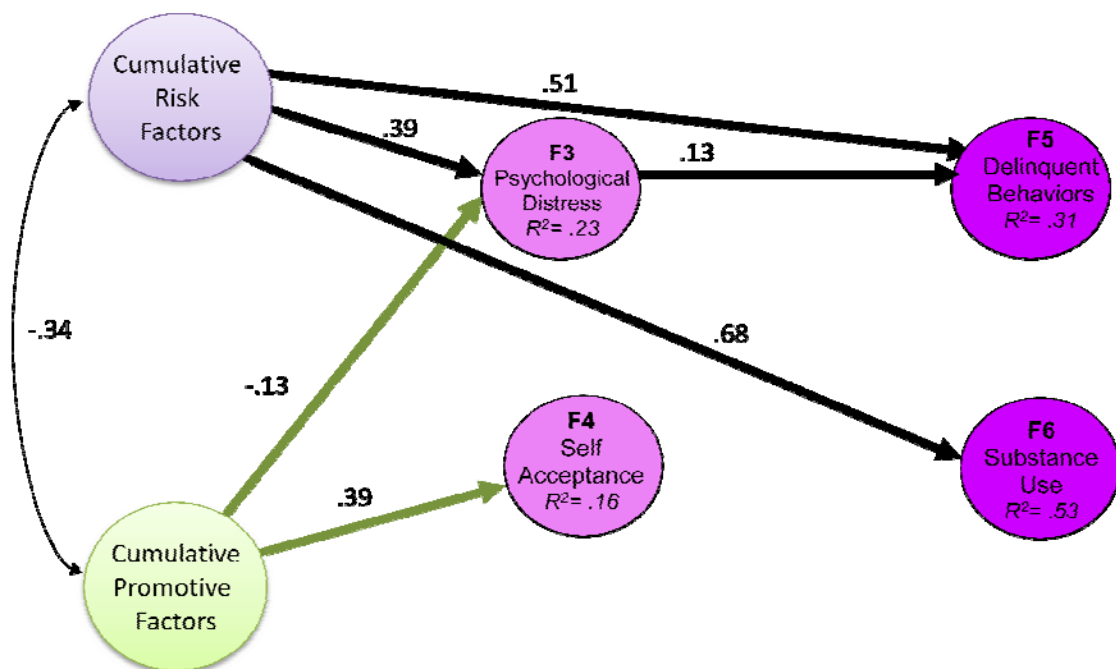 Cumulative
Risk
Factors
.51
.39
F3
Psychological
Distress
R²= .23
.13
F5
Delinquent
Behaviors
R²= .31
-.34
.68
-.13
F4
Self
Acceptance
R²= .16
.39
F6
Substance
Use
R²= .53
Cumulative
Promotive
Factors